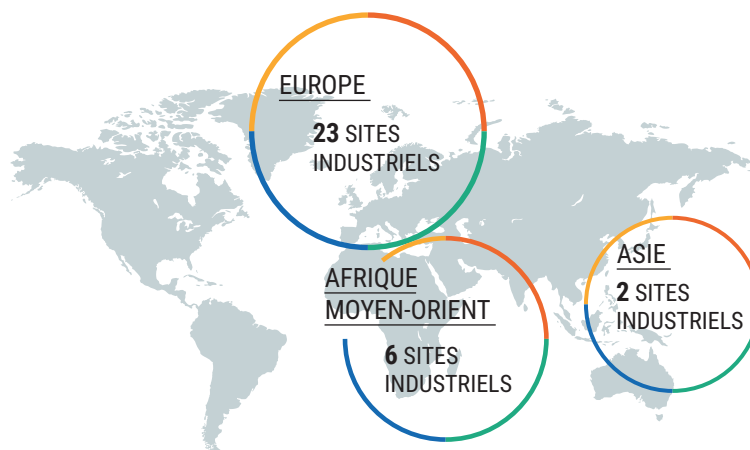 EUROPE
23 SITES
INDUSTRIELS
AFRIQUE
MOYEN-ORIENT
6 SITES
INDUSTRIELS
ASIE
2 SITES
INDUSTRIELS